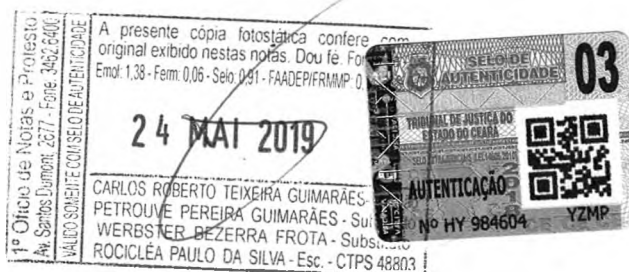 1º Ofício de Notas e Protesto
Av. Santos Dumont, 2677 - Fone. 3462.6400
VÁLIDO SOMENTE COM SELO DE AUTENTICIDADE
A presente cópia fotostática confere com
original exibido nestas notas. Dou fé.
Emol: 1,38 - Ferm: 0,06 - Selo: 0,91 - FAADEP/FRMMP: 0,
24 MAI 2019
CARLOS ROBERTO TEIXEIRA GUIMARÃES-
PETROUVE PEREIRA GUIMARÃES -
WERBSTER BEZERRA FROTA - Substituto
ROCICLÉA PAULO DA SILVA - Esc. - CTPS 48803
SELO DE
AUTENTICIDADE
03
TRIBUNAL DE JUSTIÇA DO
ESTADO DO CEARÁ
AUTENTICAÇÃO
Nº HY 984604
YZMP